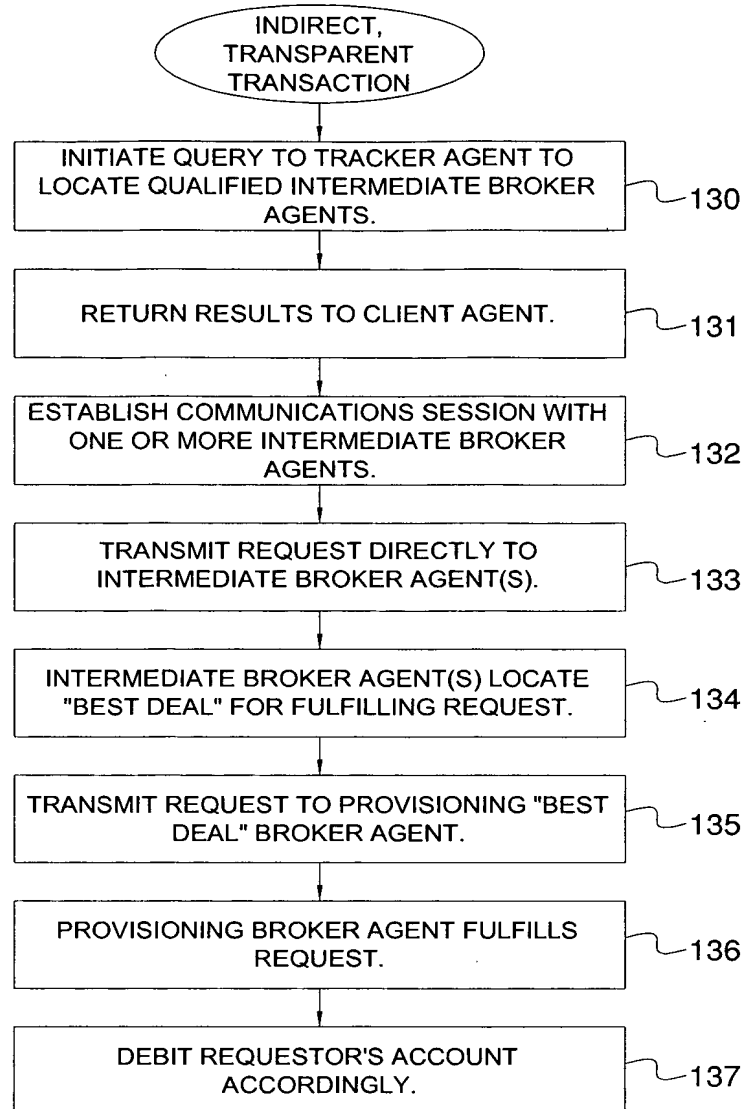 INDIRECT,
TRANSPARENT
TRANSACTION
INITIATE QUERY TO TRACKER AGENT TO
LOCATE QUALIFIED INTERMEDIATE BROKER
AGENTS.
130
RETURN RESULTS TO CLIENT AGENT.
131
ESTABLISH COMMUNICATIONS SESSION WITH
ONE OR MORE INTERMEDIATE BROKER
AGENTS.
132
TRANSMIT REQUEST DIRECTLY TO
INTERMEDIATE BROKER AGENT(S).
133
INTERMEDIATE BROKER AGENT(S) LOCATE
"BEST DEAL" FOR FULFILLING REQUEST.
134
TRANSMIT REQUEST TO PROVISIONING "BEST
DEAL" BROKER AGENT.
135
PROVISIONING BROKER AGENT FULFILLS
REQUEST.
136
DEBIT REQUESTOR'S ACCOUNT
ACCORDINGLY.
137